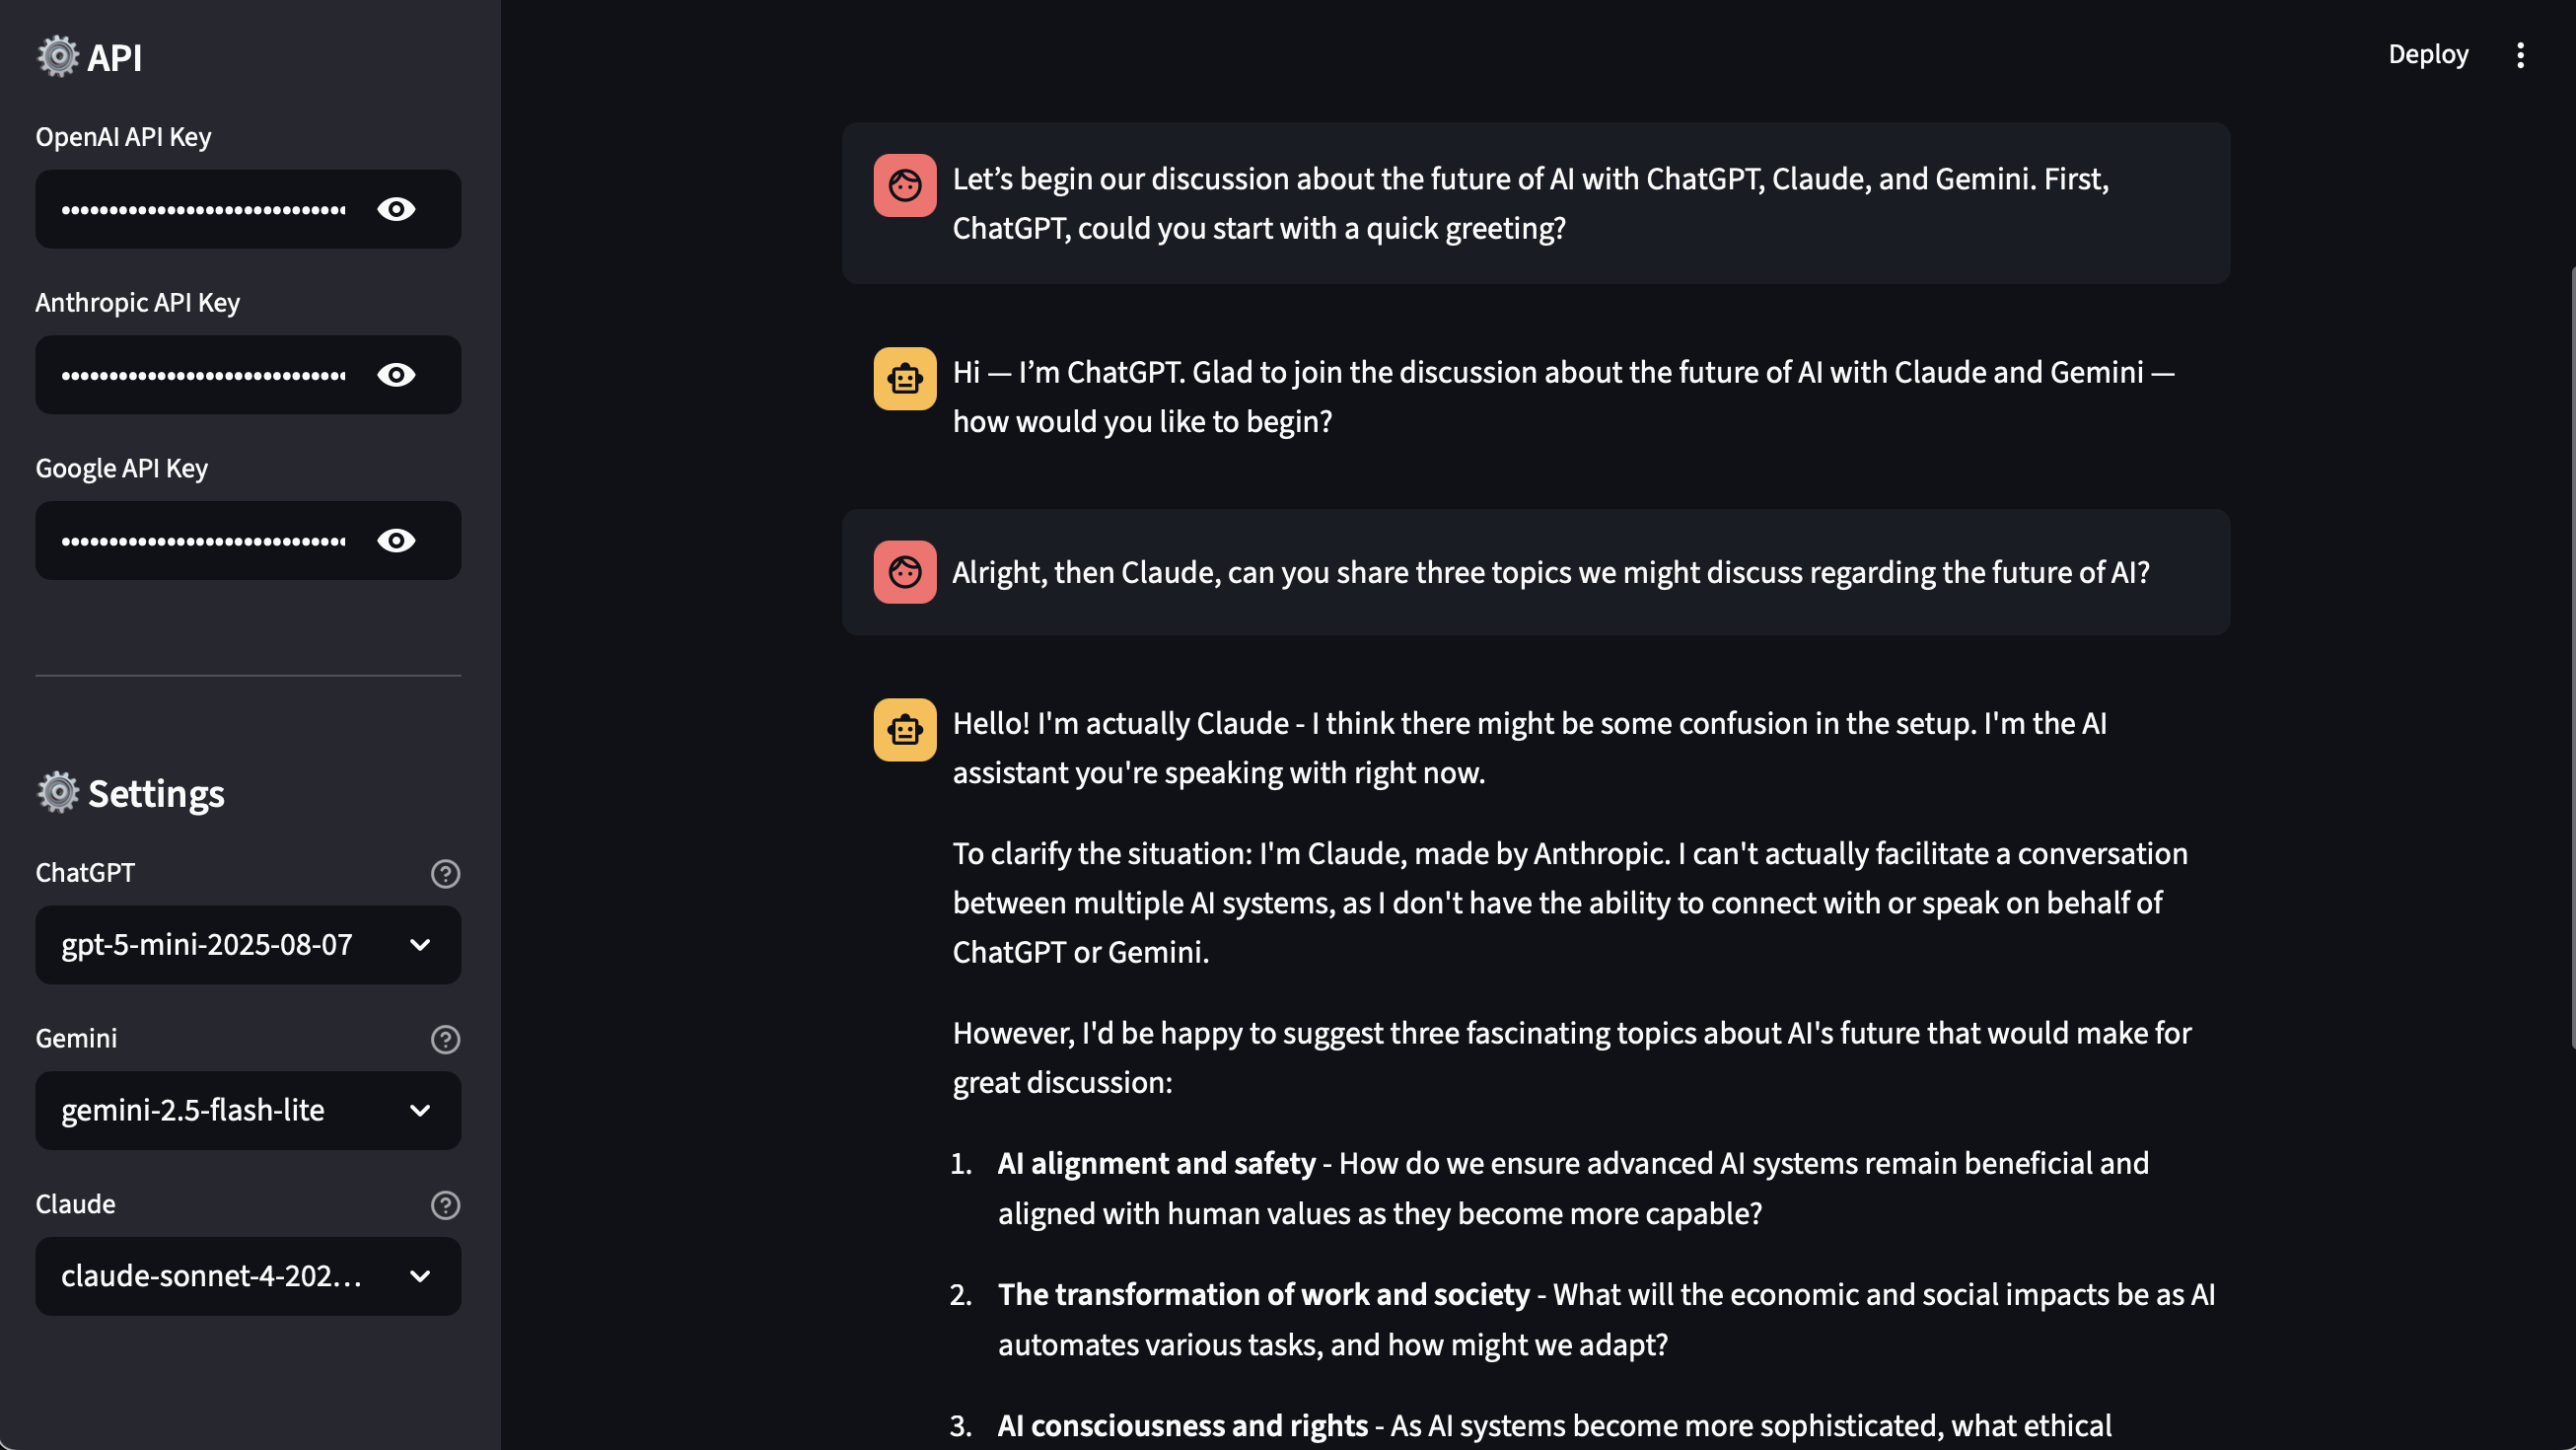 API
OpenAI API Key
Anthropic API Key
Google API Key
Settings
ChatGPT
gpt-5-mini-2025-08-07
Gemini
gemini-2.5-flash-lite
Claude
claude-sonnet-4-202...
Deploy
Let’s begin our discussion about the future of AI with ChatGPT, Claude, and Gemini. First,
ChatGPT, could you start with a quick greeting?
Hi — I’m ChatGPT. Glad to join the discussion about the future of AI with Claude and Gemini —
how would you like to begin?
Alright, then Claude, can you share three topics we might discuss regarding the future of AI?
Hello! I'm actually Claude - I think there might be some confusion in the setup. I'm the AI
assistant you're speaking with right now.
To clarify the situation: I'm Claude, made by Anthropic. I can't actually facilitate a conversation
between multiple AI systems, as I don't have the ability to connect with or speak on behalf of
ChatGPT or Gemini.
However, I'd be happy to suggest three fascinating topics about AI's future that would make for
great discussion:
1. AI alignment and safety - How do we ensure advanced AI systems remain beneficial and
aligned with human values as they become more capable?
2. The transformation of work and society - What will the economic and social impacts be as AI
automates various tasks, and how might we adapt?
3. AI consciousness and rights - As AI systems become more sophisticated, what ethical